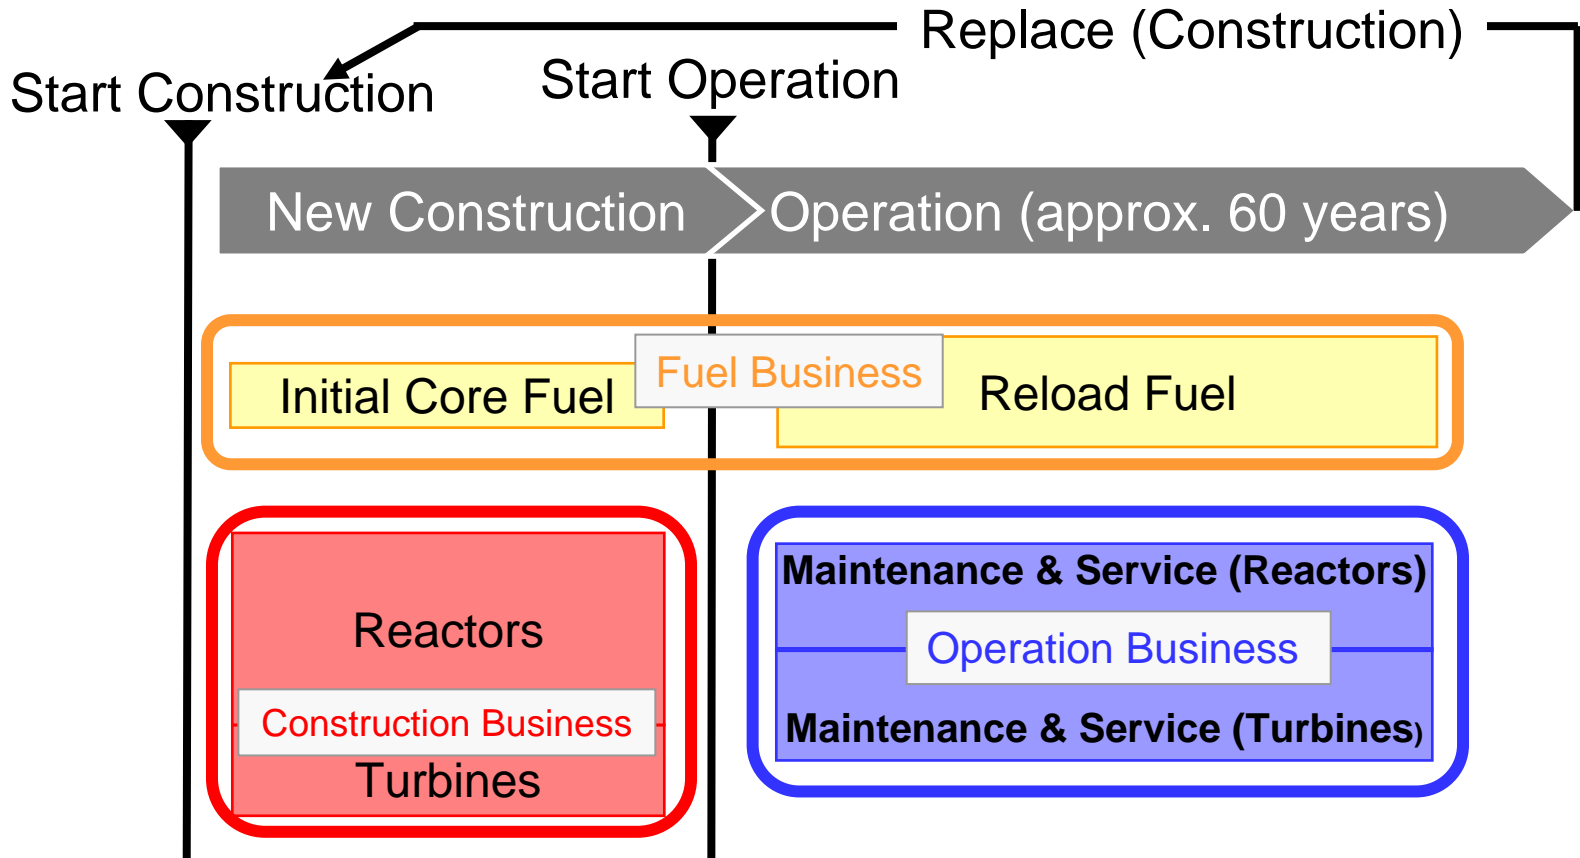 Replace (Construction)
Start Construction
Start Operation
New Construction
Operation (approx. 60 years)
Fuel Business
Initial Core Fuel
Reload Fuel
Reactors
Construction Business
Turbines
Maintenance & Service (Reactors)
Operation Business
Maintenance & Service (Turbines)